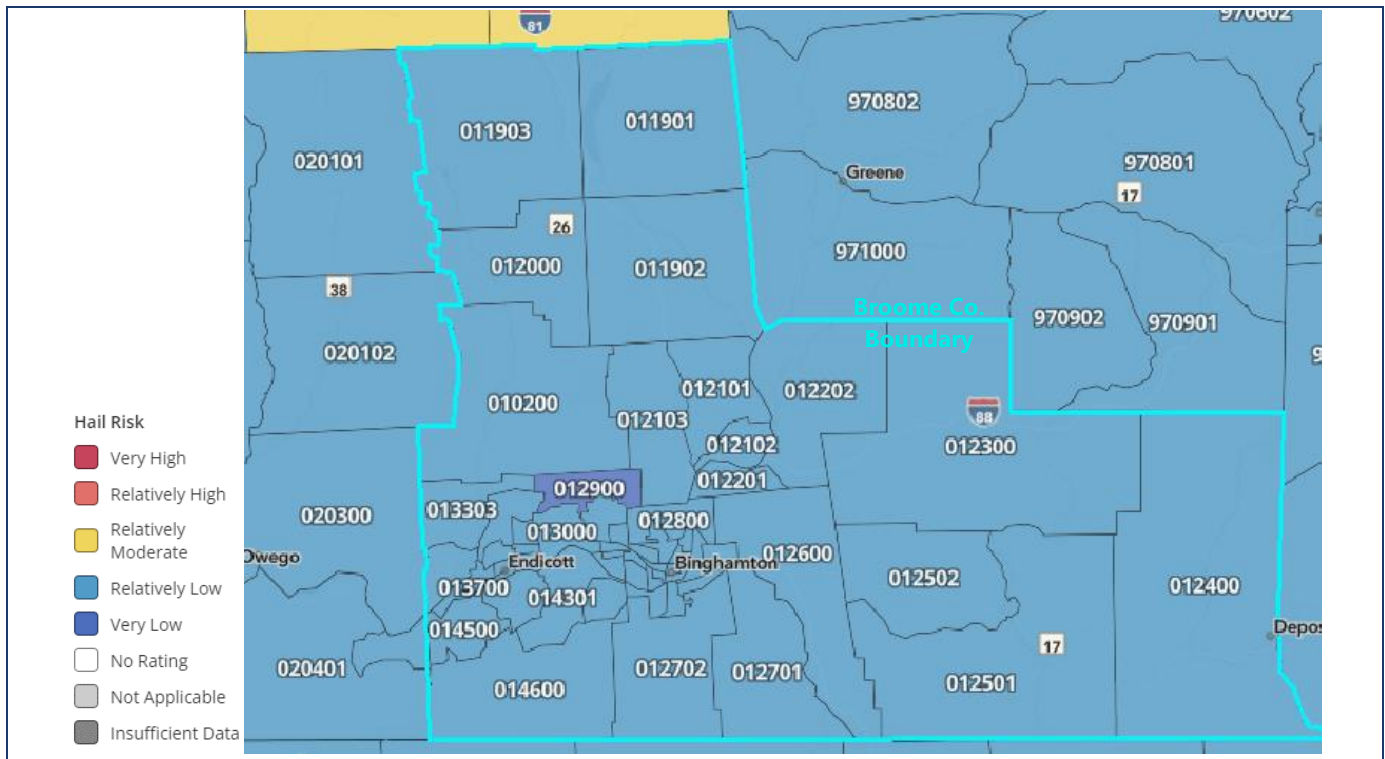 81
970602
970802
011901
011903
020101
970801
Greene
17
26
971000
012000
011902
38
Broome Co.
Boundary
970902
970901
020102
012101
012202
010200
Hail Risk
012103
88
012102
012300
Very High
012201
012900
Relatively High
013303
020300
012800
Relatively
Moderate
013000
012600
Owego
Endicott
Binghamton
012502
012400
Relatively Low
013700
014301
Very Low
014500
Depos
17
No Rating
020401
012702
012701
012501
014600
Not Applicable
Insufficient Data